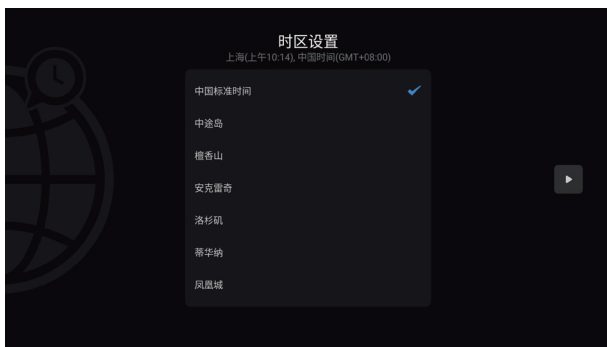 时区设置
上海(上午10:14), 中国时间(GMT+08:00)
中国标准时间
中途岛
檀香山
安克雷奇
洛杉矶
蒂华纳
凤凰城